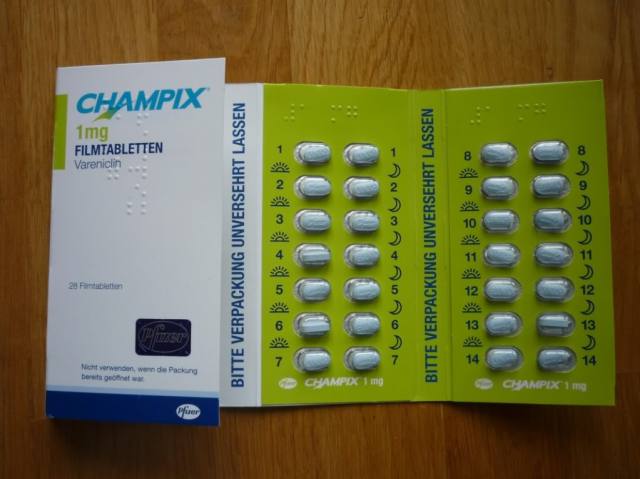 CHAMPIX
1mg
FILMTABLETTEN
Vareniclin
28 Filmtabletten
Pfizer
Nicht verwenden, wenn die Packung
bereits geöffnet war.
Pfizer
BITTE VERPACKUNG UNVERSEHRT LASSEN
1 1
2 2
3 3
4 4
5 5
6 6
7 7
Pfizer CHAMPIX 1 mg
BITTE VERPACKUNG UNVERSEHRT LASSEN
8 8
9 9
10 10
11 11
12 12
13 13
14 14
Pfizer CHAMPIX 1 mg